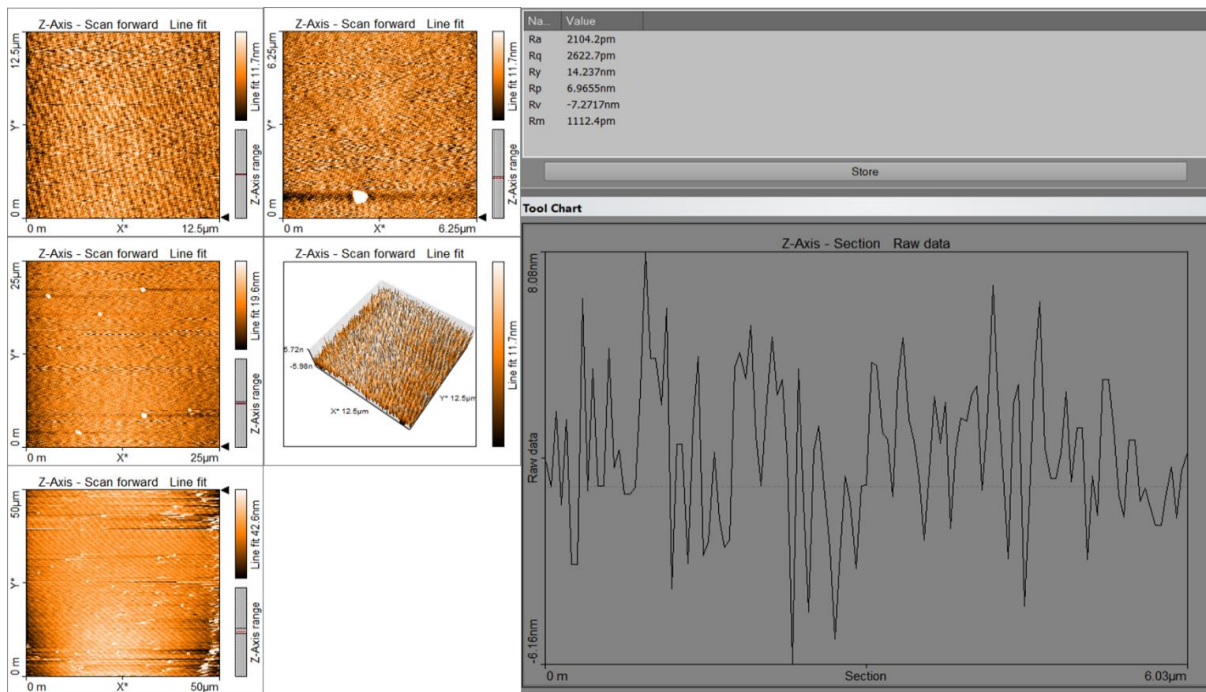 Z-Axis - Scan forward Line fit
12.5µm
Y*
0 m
0 m X* 12.5µm
Line fit 11.7nm
Z-Axis range
Z-Axis - Scan forward Line fit
6.25µm
Y*
0 m
0 m X* 6.25µm
Line fit 11.7nm
Z-Axis range
Z-Axis - Scan forward Line fit
25µm
Y*
0 m
0 m X* 25µm
Line fit 19.6nm
Z-Axis range
Z-Axis - Scan forward Line fit
5.72n
-5.98n
X* 12.5µm
Y* 12.5µm
Line fit 11.7nm
Z-Axis - Scan forward Line fit
50µm
Y*
0 m
0 m X* 50µm
Line fit 42.6nm
Z-Axis range
Na... Value
Ra 2104.2pm
Rq 2622.7pm
Ry 14.237nm
Rp 6.9655nm
Rv -7.2717nm
Rm 1112.4pm
Store
Tool Chart
Z-Axis - Section Raw data
8.08nm
Raw data
-6.16nm
0 m Section 6.03µm